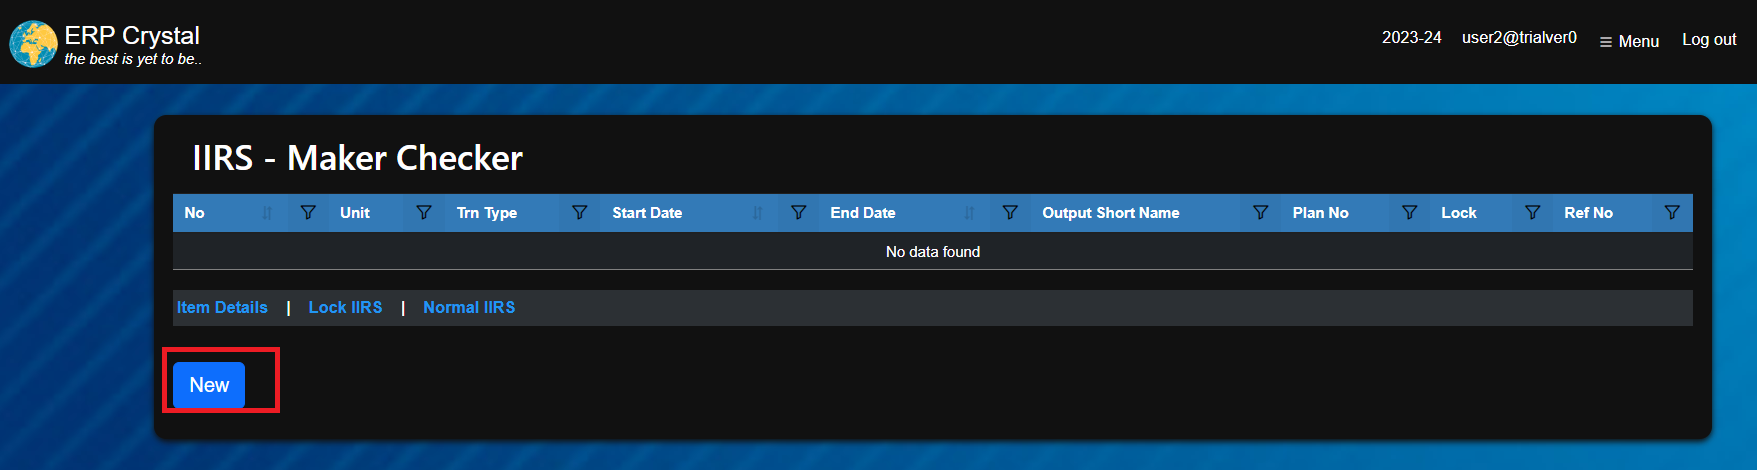 ERP Crystal
the best is yet to be..
2023-24 user2@trialver0 Menu Log out
IIRS - Maker Checker
No Unit Trn Type Start Date End Date Output Short Name Plan No Lock Ref No
No data found
Item Details | Lock IIRS | Normal IIRS
New